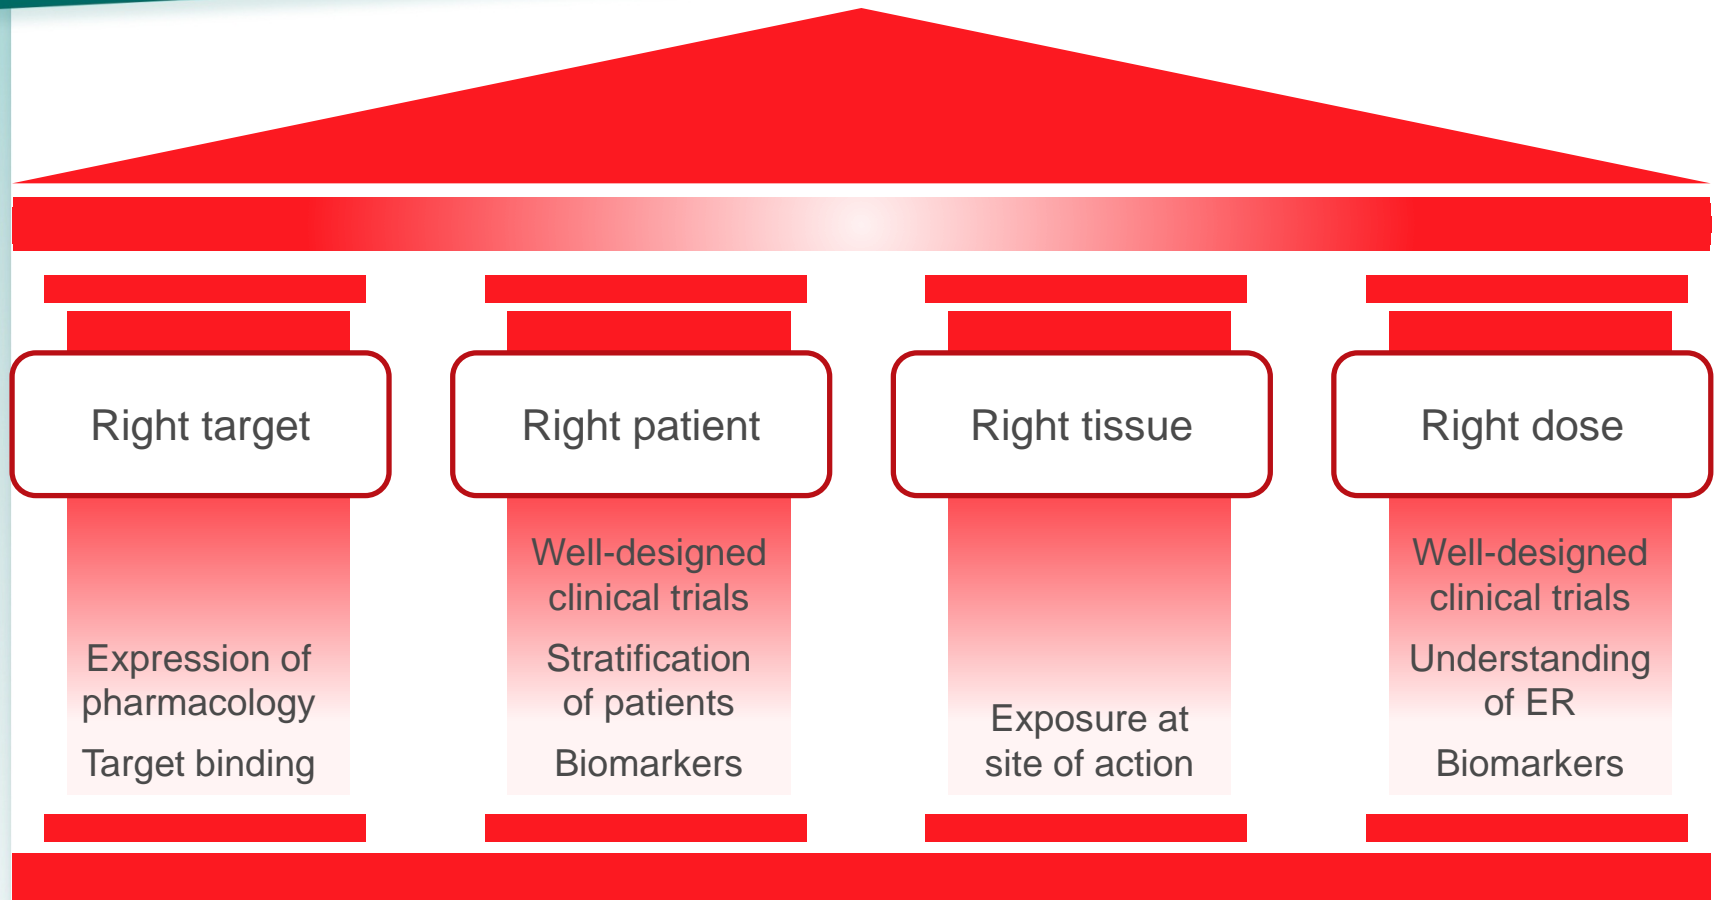 Right target
Expression of
pharmacology
Target binding
Right patient
Well-designed
clinical trials
Stratification
of patients
Biomarkers
Right tissue
Exposure at
site of action
Right dose
Well-designed
clinical trials
Understanding
of ER
Biomarkers